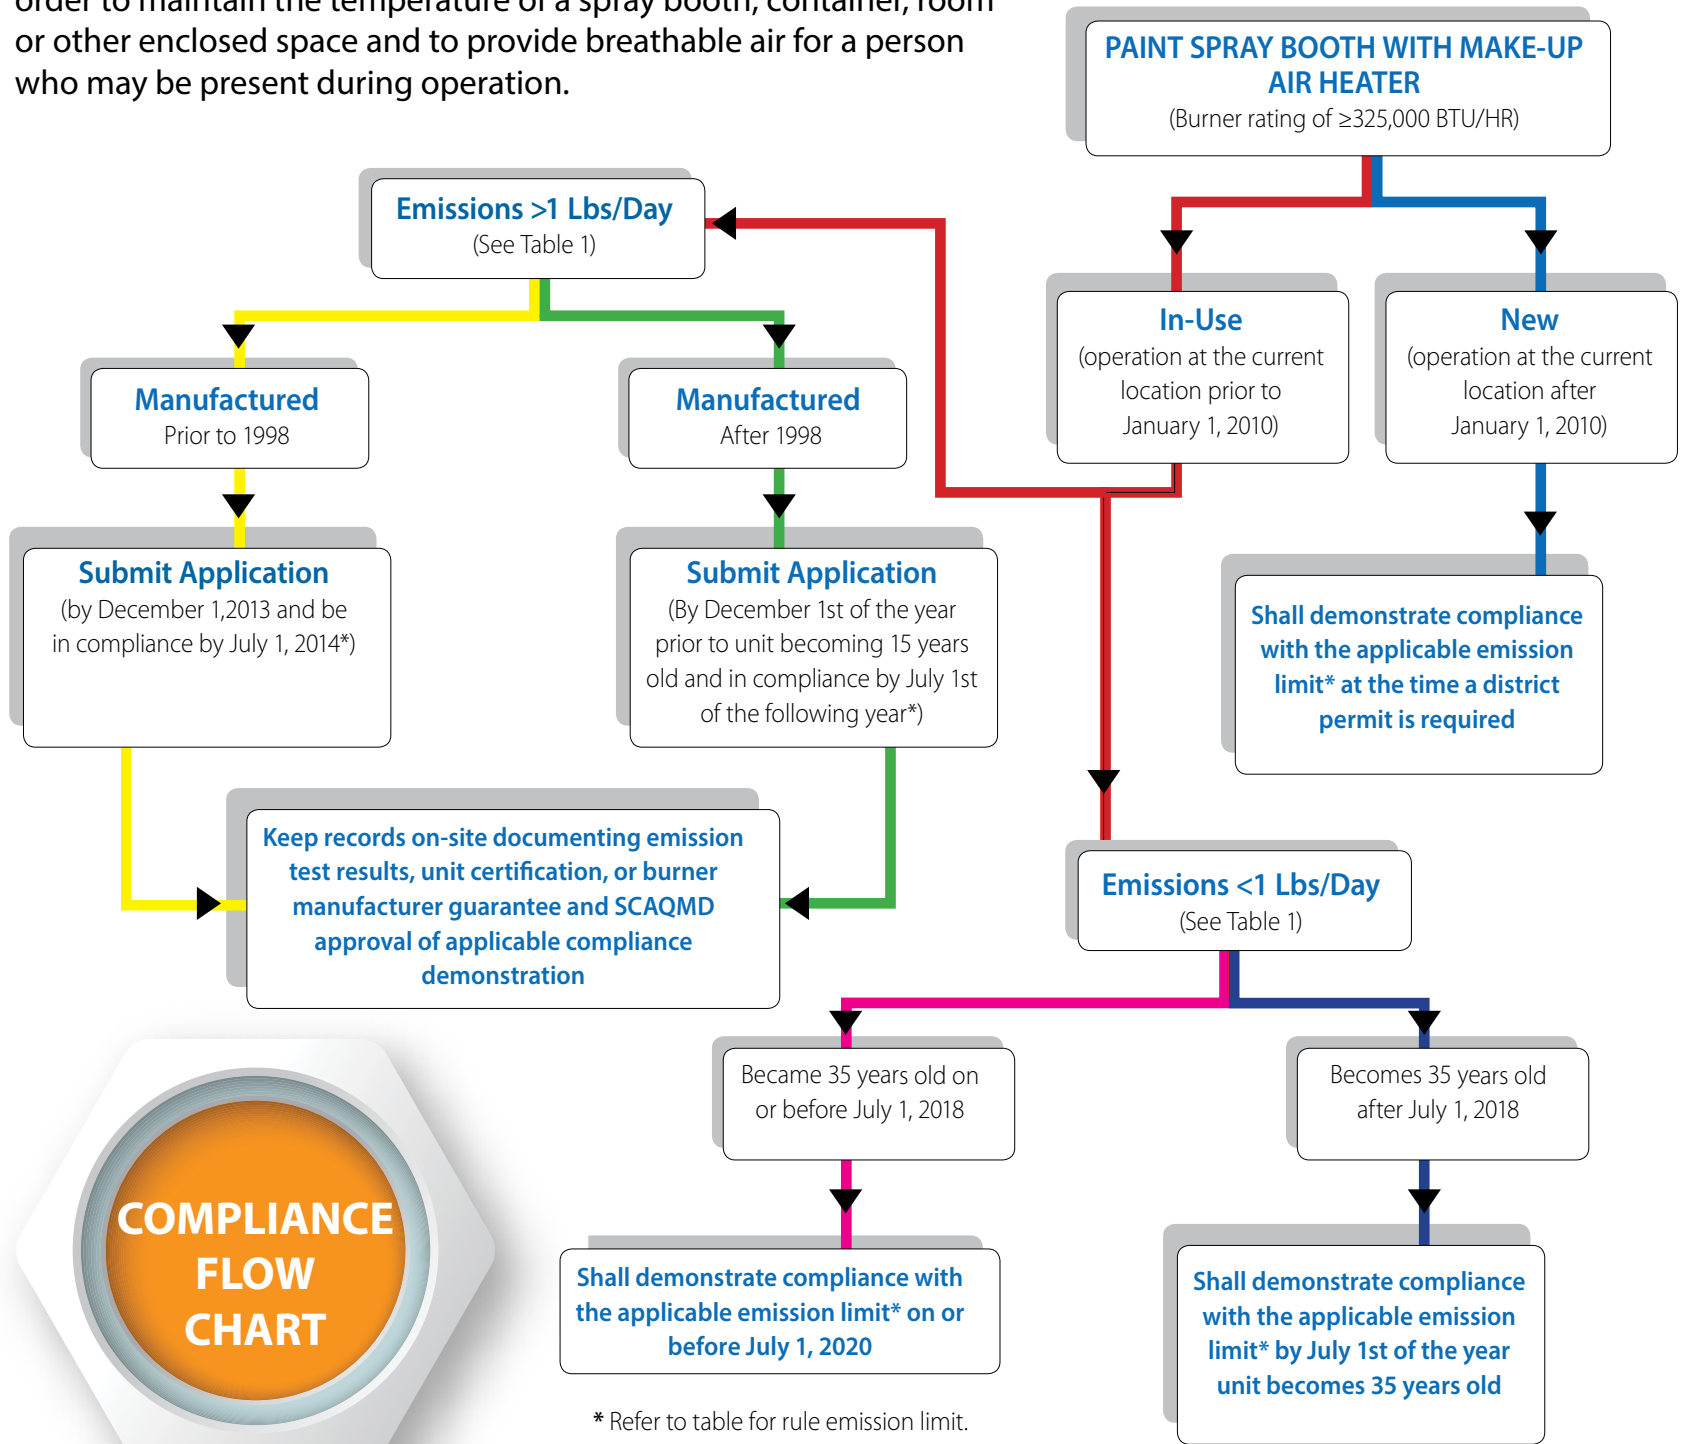 order to maintain the temperature of a spray booth, container, room
or other enclosed space and to provide breathable air for a person
who may be present during operation.
PAINT SPRAY BOOTH WITH MAKE-UP
AIR HEATER
(Burner rating of ≥325,000 BTU/HR)
Emissions >1 Lbs/Day
(See Table 1)
In-Use
(operation at the current
location prior to
January 1, 2010)
New
(operation at the current
location after
January 1, 2010)
Manufactured
Prior to 1998
Manufactured
After 1998
Submit Application
(by December 1,2013 and be
in compliance by July 1, 2014*)
Submit Application
(By December 1st of the year
prior to unit becoming 15 years
old and in compliance by July 1st
of the following year*)
Shall demonstrate compliance
with the applicable emission
limit* at the time a district
permit is required
Keep records on-site documenting emission
test results, unit certification, or burner
manufacturer guarantee and SCAQMD
approval of applicable compliance
demonstration
Emissions <1 Lbs/Day
(See Table 1)
Became 35 years old on
or before July 1, 2018
Becomes 35 years old
after July 1, 2018
COMPLIANCE
FLOW
CHART
Shall demonstrate compliance with
the applicable emission limit* on or
before July 1, 2020
Shall demonstrate compliance
with the applicable emission
limit* by July 1st of the year
unit becomes 35 years old
* Refer to table for rule emission limit.